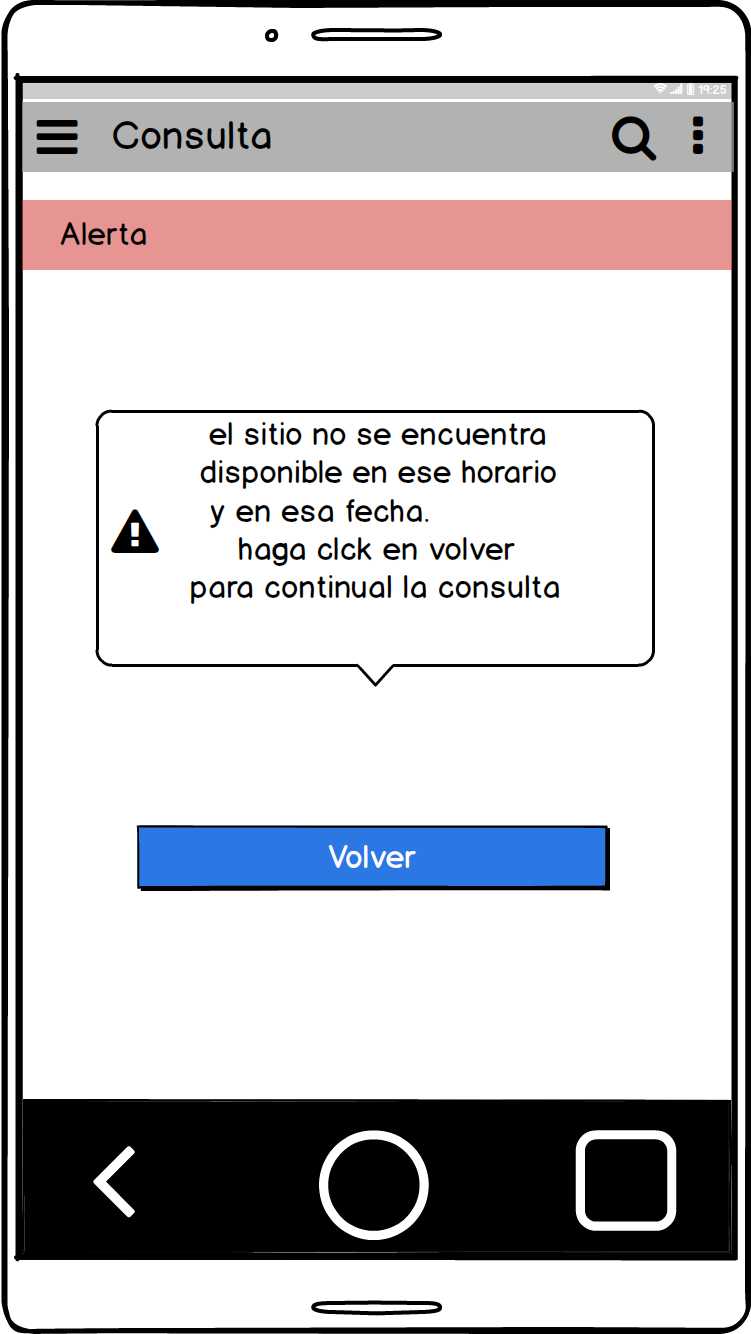 19:25
Consulta
Alerta
el sitio no se encuentra
disponible en ese horario
y en esa fecha.
haga clck en volver
para continual la consulta
Volver